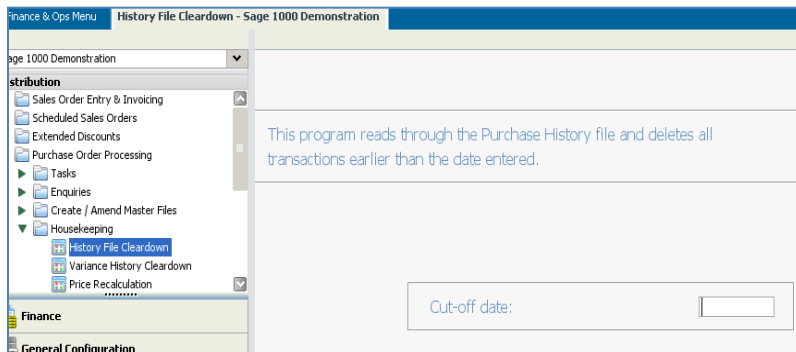 Finance & Ops Menu
History File Cleardown - Sage 1000 Demonstration
age 1000 Demonstration
stribution
Sales Order Entry & Invoicing
Scheduled Sales Orders
Extended Discounts
Purchase Order Processing
Tasks
Enquiries
Create / Amend Master Files
Housekeeping
History File Cleardown
Variance History Cleardown
Price Recalculation
Finance
General Configuration
This program reads through the Purchase History file and deletes all
transactions earlier than the date entered.
Cut-off date: